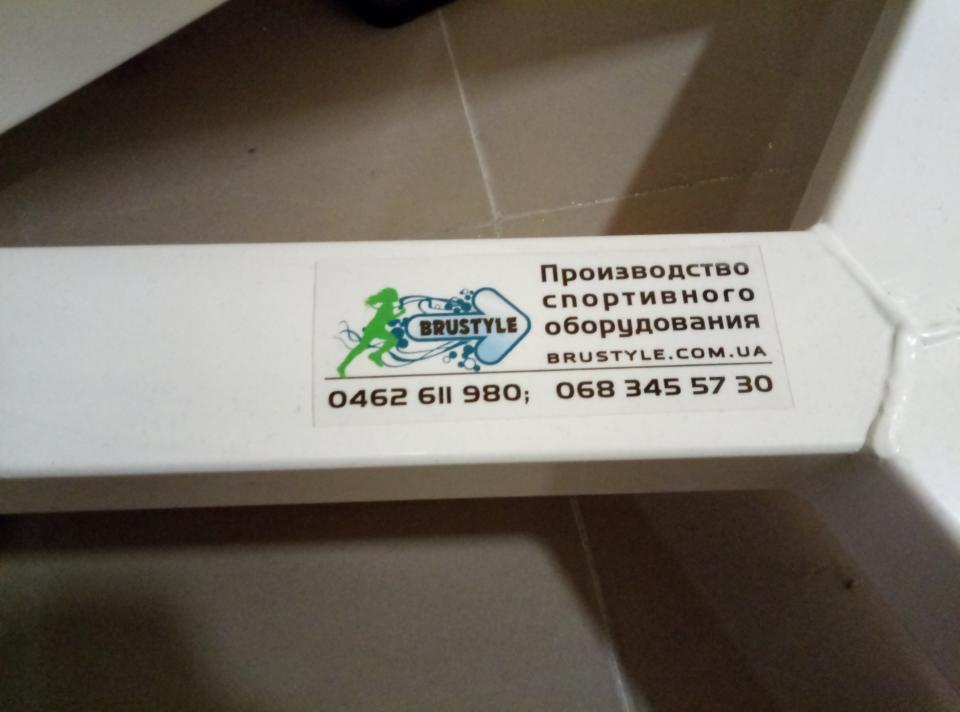 BRUSTYLE
Производство
спортивного
оборудования
BRUSTYLE.COM.UA
0462 611 980; 068 345 57 30